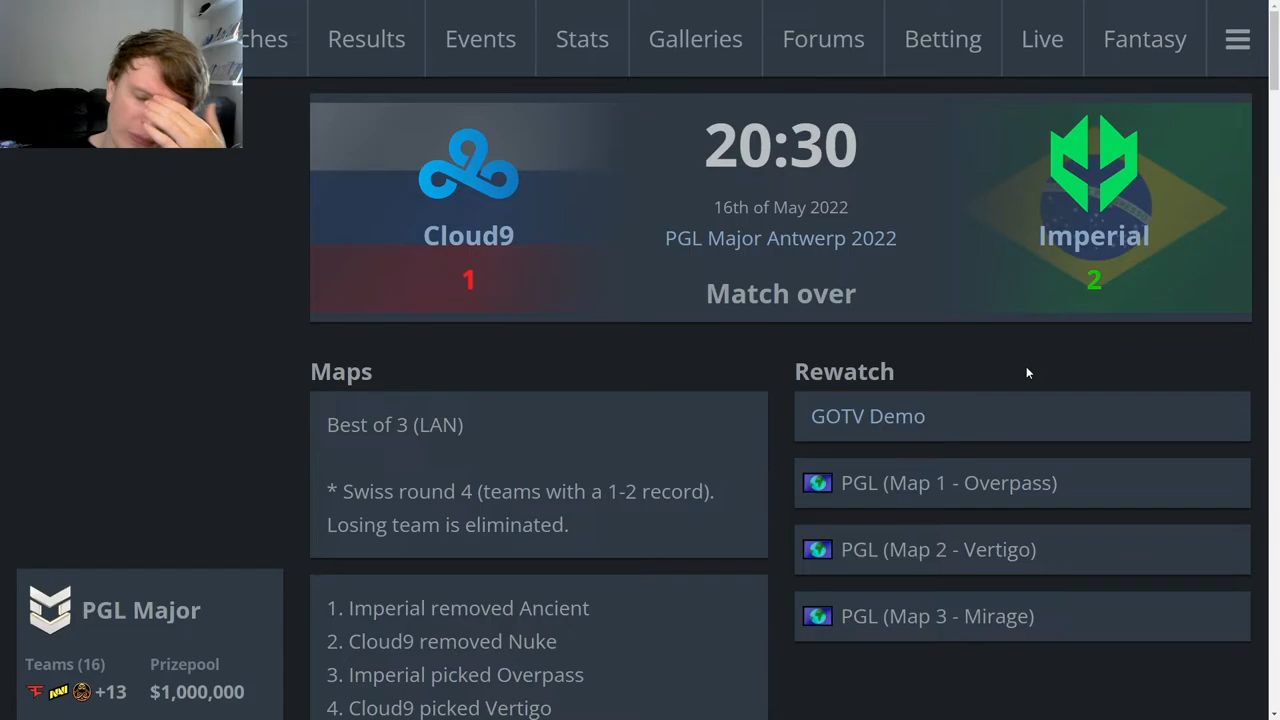 ches
Results
Events
Stats
Galleries
Forums
Betting
Live
Fantasy
20:30
16th of May 2022
PGL Major Antwerp 2022
Match over
Cloud9
1
Imperial
2
Maps
Best of 3 (LAN)
* Swiss round 4 (teams with a 1-2 record).
Losing team is eliminated.
1. Imperial removed Ancient
2. Cloud9 removed Nuke
3. Imperial picked Overpass
4. Cloud9 picked Vertigo
Rewatch
GOTV Demo
PGL (Map 1 - Overpass)
PGL (Map 2 - Vertigo)
PGL (Map 3 - Mirage)
PGL Major
Teams (16)
Prizepool
+13
$1,000,000